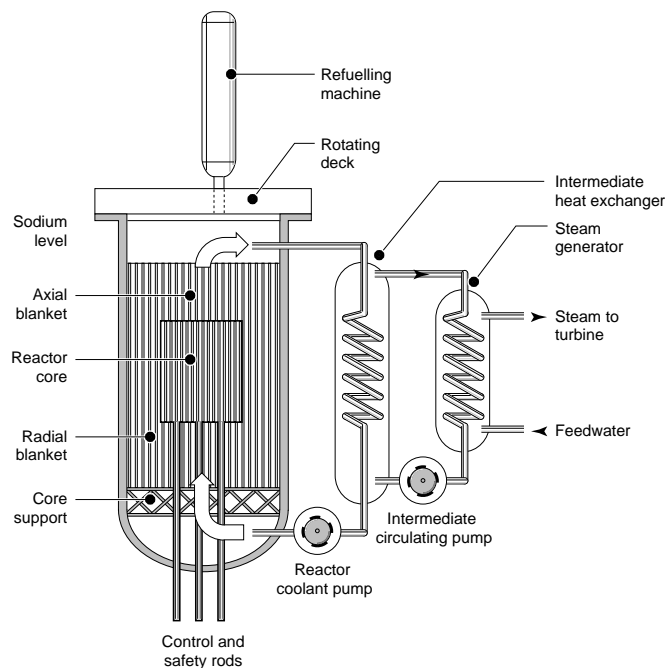 Refuelling
machine
Rotating
deck
Intermediate
heat exchanger
Sodium
level
Steam
generator
Axial
blanket
Steam to
turbine
Reactor
core
Radial
blanket
Feedwater
Core
support
Intermediate
circulating pump
Reactor
coolant pump
Control and
safety rods